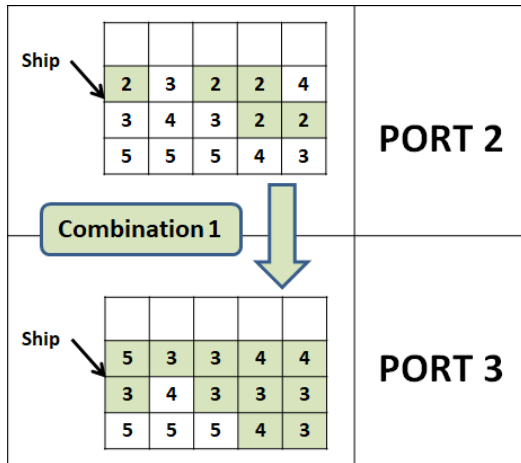 Ship
2 3 2 2 4
3 4 3 2 2
5 5 5 4 3
PORT 2
Combination 1
Ship
5 3 3 4 4
3 4 3 3 3
5 5 5 4 3
PORT 3